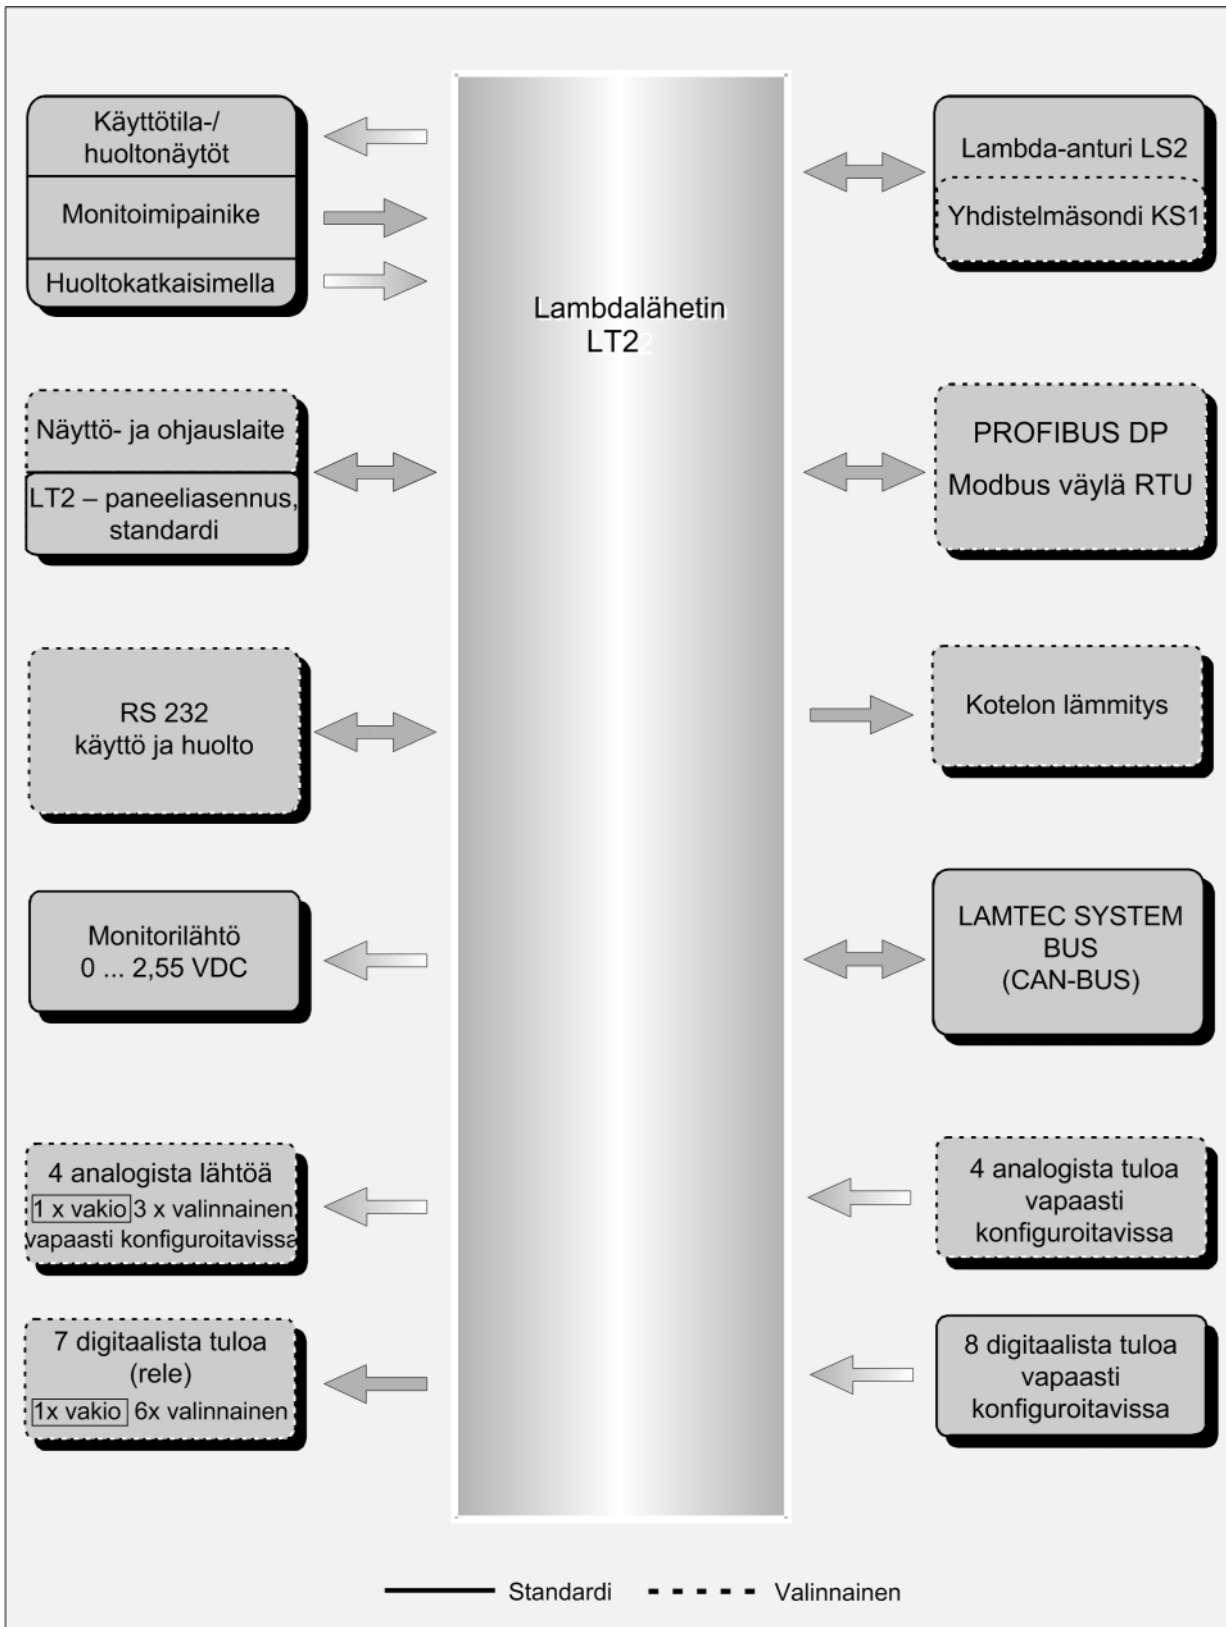 Käyttötila-/
huoltonäytöt
Monitoimipainike
Huoltokatkaisimella
Näyttö- ja ohjauslaite
LT2 – paneeliasennus,
standardi
RS 232
käyttö ja huolto
Monitorilähtö
0 ... 2,55 VDC
4 analogista lähtöä
1 x vakio 3 x valinnainen
vapaasti konfiguroitavissa
7 digitaalista tuloa
(rele)
1x vakio 6x valinnainen
Lambdalähetin
LT2
Lambda-anturi LS2
Yhdistelmäsondi KS1
PROFIBUS DP
Modbus väylä RTU
Kotelon lämmitys
LAMTEC SYSTEM
BUS
(CAN-BUS)
4 analogista tuloa
vapaasti
konfiguroitavissa
8 digitaalista tuloa
vapaasti
konfiguroitavissa
Standardi
Valinnainen